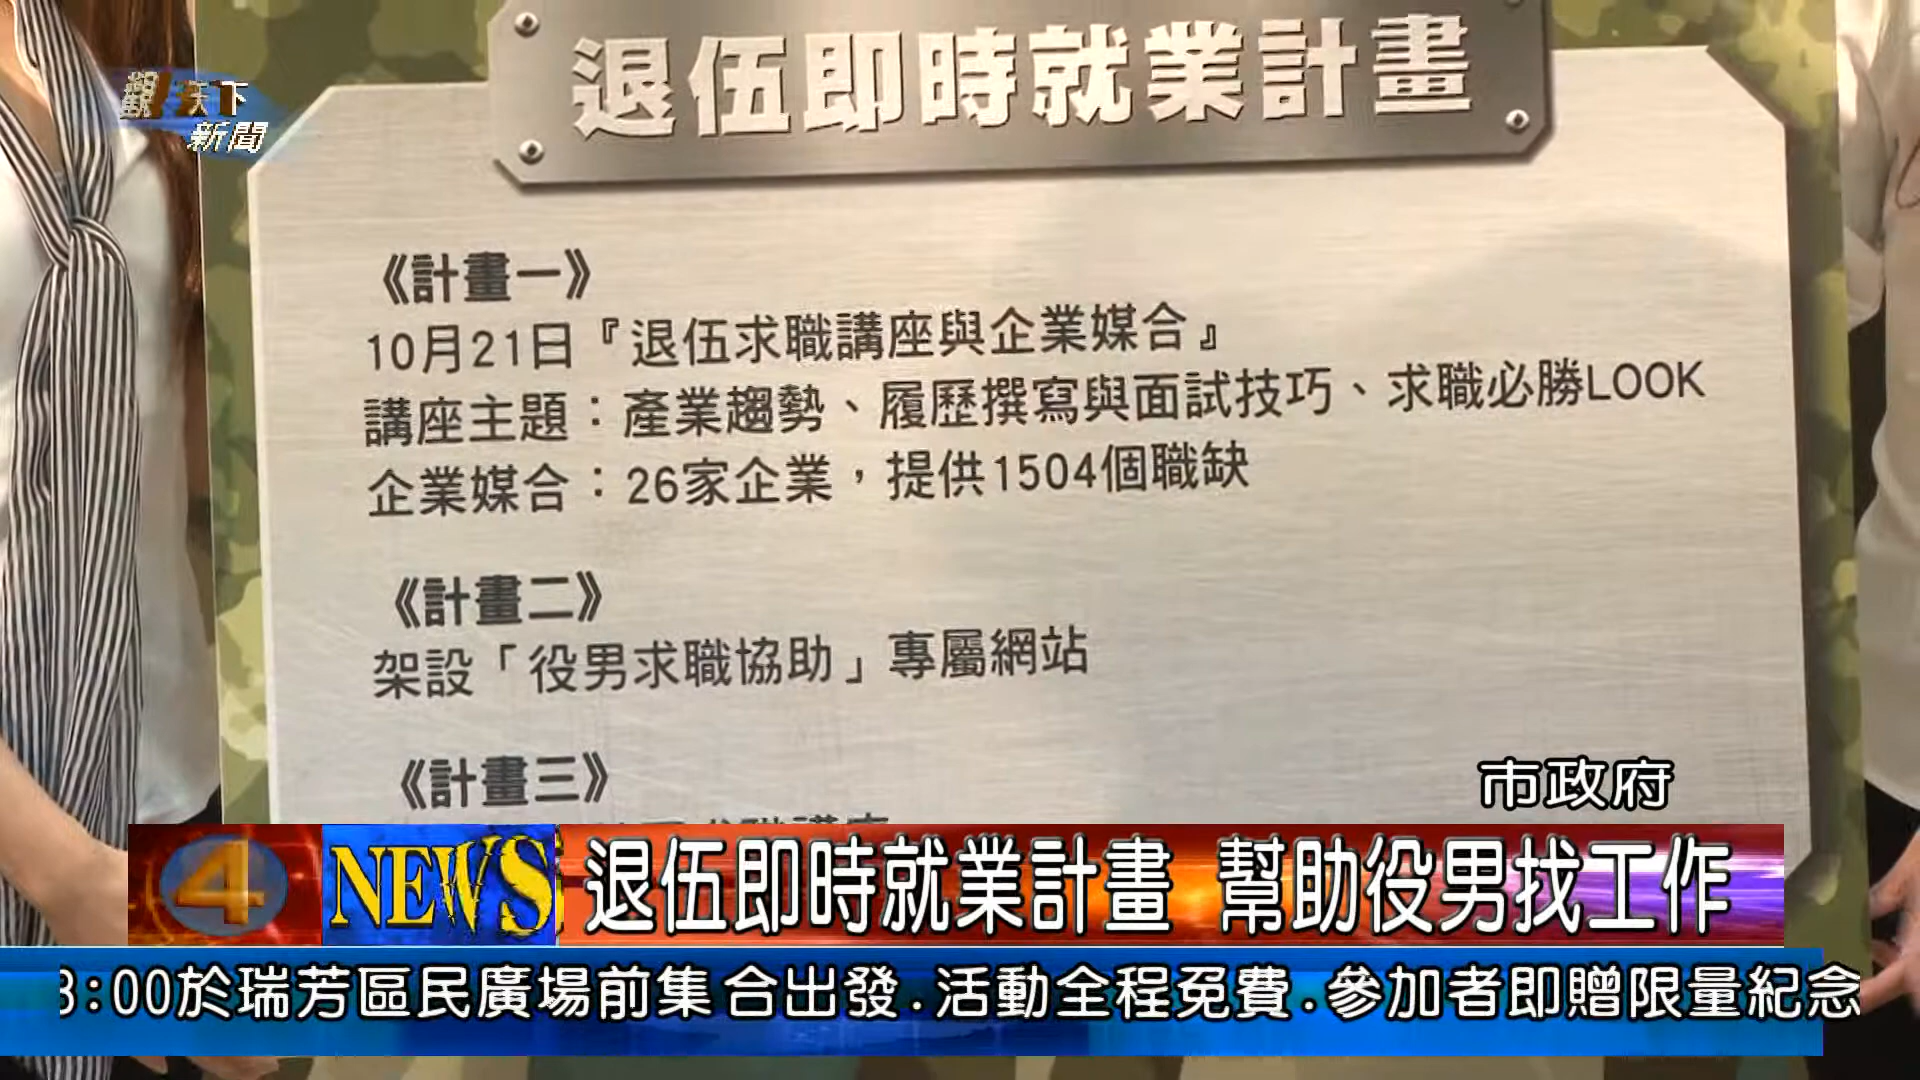 退伍即時就業計畫
觀天下
新聞
《計畫一》
10月21日『退伍求職講座與企業媒合』
講座主題：產業趨勢、履歷撰寫與面試技巧、求職必勝LOOK
企業媒合：26家企業，提供1504個職缺
《計畫二》
架設「役男求職協助」專屬網站
《計畫三》
市政府
4 NEWS 退伍即時就業計畫 幫助役男找工作
3:00於瑞芳區民廣場前集合出發.活動全程免費.參加者即贈限量紀念